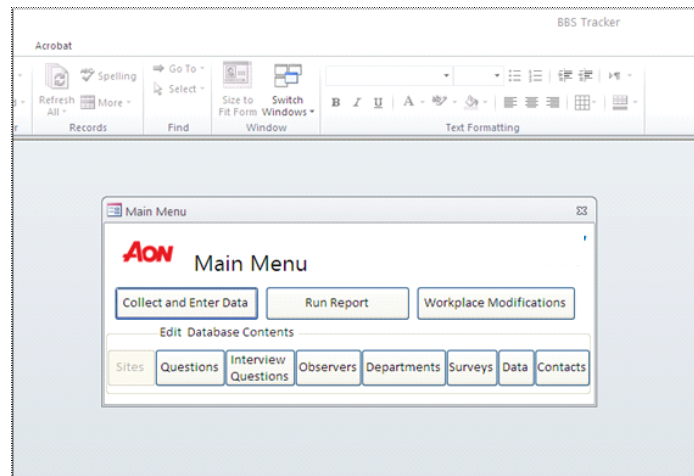 BBS Tracker
Acrobat
Refresh All
Spelling
More
Records
Go To
Select
Find
Size to Fit Form
Switch Windows
Window
B I U A
Text Formatting
Main Menu
AON Main Menu
Collect and Enter Data Run Report Workplace Modifications
Edit Database Contents
Sites Questions Interview Questions Observers Departments Surveys Data Contacts